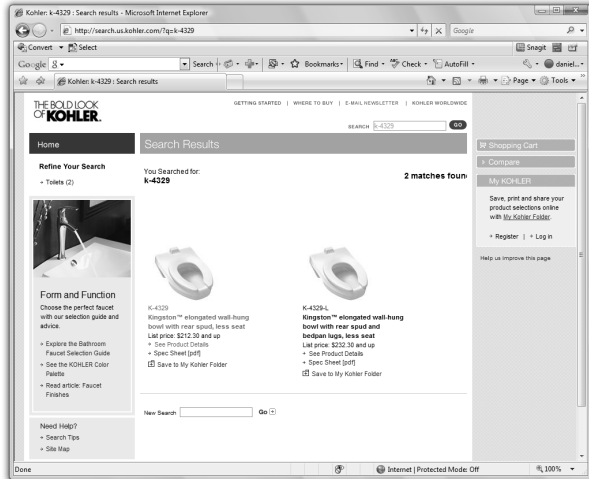 Kohler: k-4329 : Search results - Microsoft Internet Explorer
http://search.us.kohler.com/?q=k-4329
Google
Convert Select
Snagit
Google
Search
Bookmarks
Find
Check
AutoFill
daniel...
Kohler: k-4329 : Search results
Page
Tools
THE BOLD LOOK
OF KOHLER.
GETTING STARTED | WHERE TO BUY | E-MAIL NEWSLETTER | KOHLER WORLDWIDE
SEARCH k-4329 GO
Home
Refine Your Search
Toilets (2)
Form and Function
Choose the perfect faucet
with our selection guide and
advice.
Explore the Bathroom
Faucet Selection Guide
See the KOHLER Color
Palette
Read article: Faucet
Finishes
Need Help?
Search Tips
Site Map
Search Results
You Searched for:
k-4329
2 matches foun
K-4329
Kingston™ elongated wall-hung
bowl with rear spud, less seat
List price: $212.30 and up
See Product Details
Spec Sheet [pdf]
Save to My Kohler Folder
K-4329-L
Kingston™ elongated wall-hung
bowl with rear spud and
bedpan lugs, less seat
List price: $232.30 and up
See Product Details
Spec Sheet [pdf]
Save to My Kohler Folder
New Search Go
Shopping Cart
Compare
My KOHLER
Save, print and share your
product selections online
with My Kohler Folder.
Register | Log in
Help us improve this page
Done
Internet | Protected Mode: Off
100%